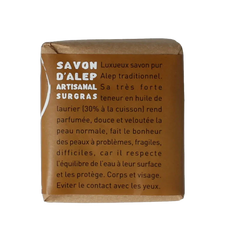 SAVON
D'ALEP
ARTISANAL
SURGRAS
Luxueux savon pur
Alep traditionnel.
Sa très forte
teneur en huile de
laurier (30% à la cuisson) rend
parfumée, douce et veloutée la
peau normale, fait le bonheur
des peaux à problèmes, fragiles,
difficiles, car il respecte
l'équilibre de l'eau à leur surface
et les protège. Corps et visage.
Eviter le contact avec les yeux.